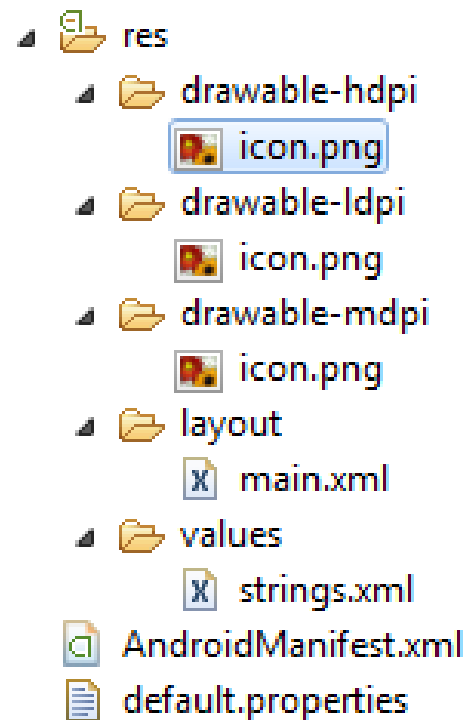 res
drawable-hdpi
icon.png
drawable-ldpi
icon.png
drawable-mdpi
icon.png
layout
main.xml
values
strings.xml
AndroidManifest.xml
default.properties